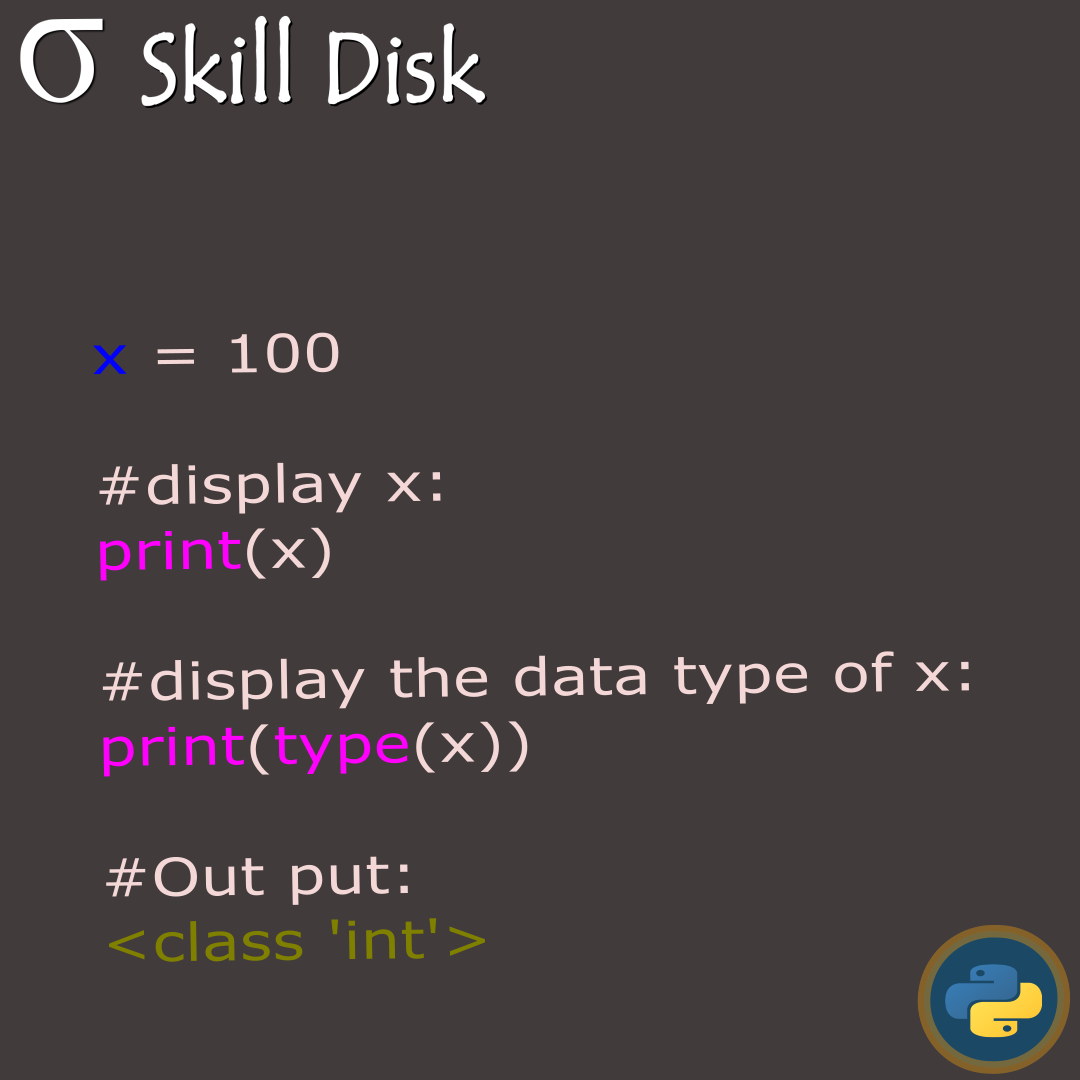 σ Skill Disk
x = 100
#display x:
print(x)
#display the data type of x:
print(type(x))
#Out put:
<class 'int'>